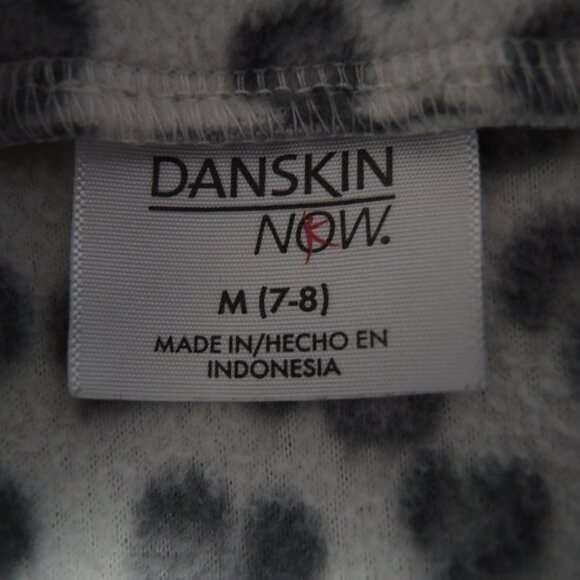 DANSKIN
NOW.
K
M (7-8)
MADE IN/HECHO EN
INDONESIA